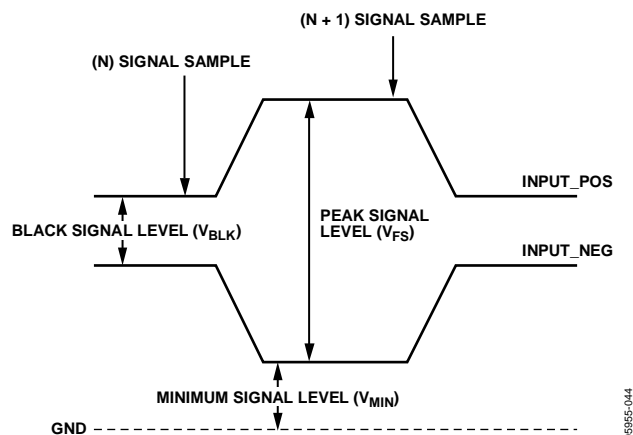 (N + 1) SIGNAL SAMPLE
(N) SIGNAL SAMPLE
INPUT_POS
BLACK SIGNAL LEVEL (VBLK)
PEAK SIGNAL
LEVEL (VFS)
INPUT_NEG
MINIMUM SIGNAL LEVEL (VMIN)
GND
5955-044